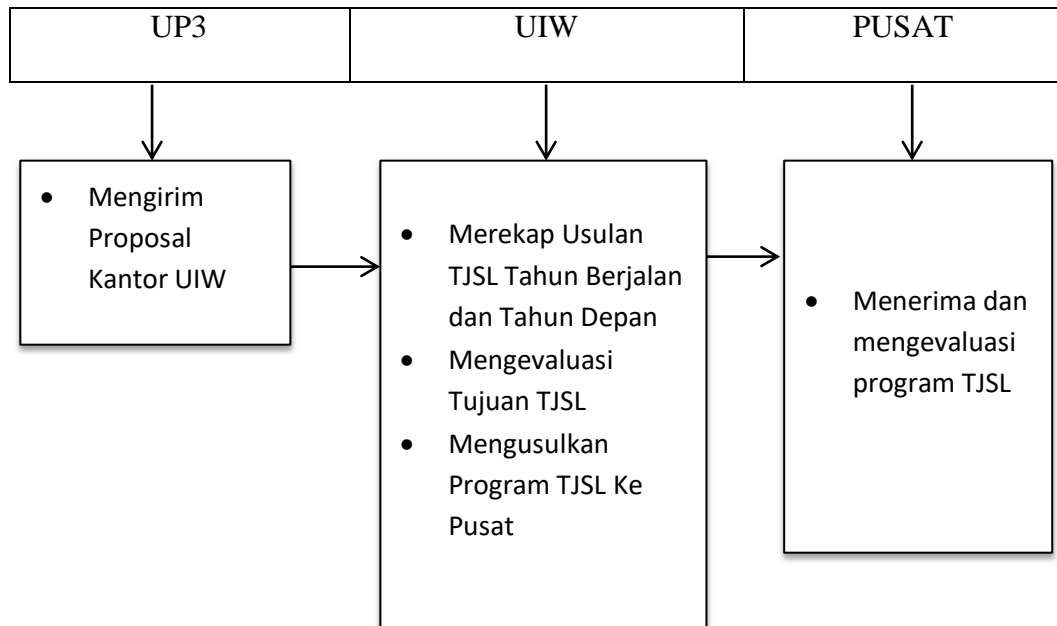 UP3
UIW
PUSAT
• Mengirim
Proposal
Kantor UIW
• Merekap Usulan
TJSL Tahun Berjalan
dan Tahun Depan
• Mengevaluasi
Tujuan TJSL
• Mengusulkan
Program TJSL Ke
Pusat
• Menerima dan
mengevaluasi
program TJSL